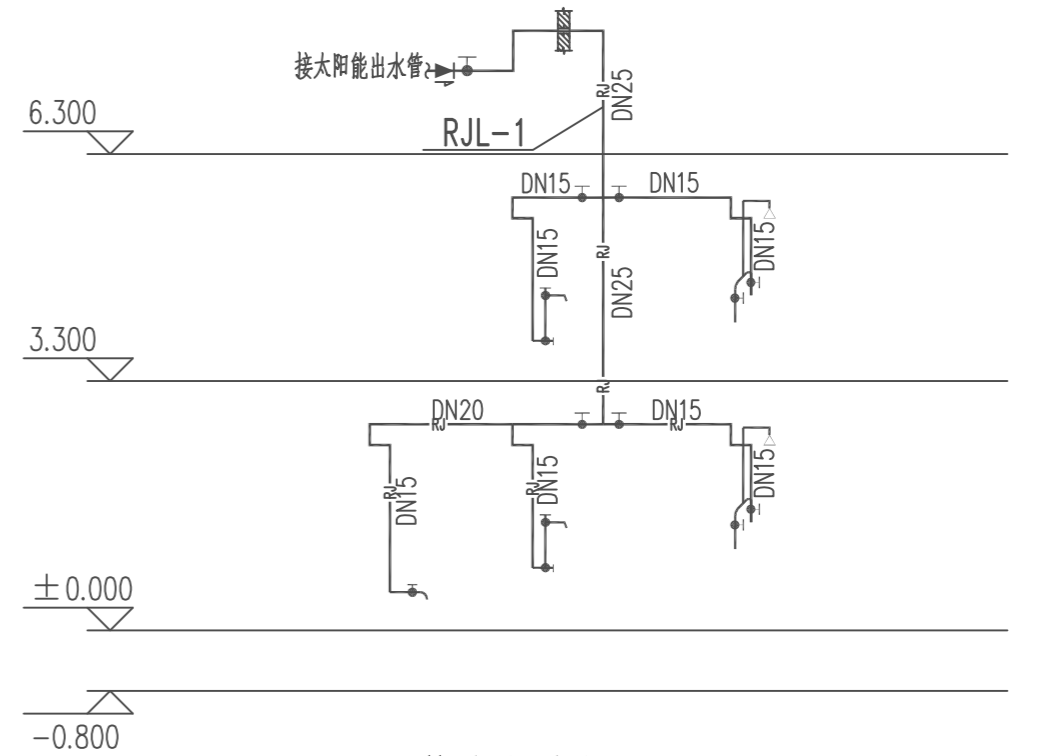 接太阳能出水管
RJ
DN25
6.300
RJL-1
DN15
DN15
DN15
DN15
RJ
DN25
3.300
RJ
DN20
RJ
DN15
RJ
RJ
DN15
RJ
DN15
DN15
±0.000
-0.800